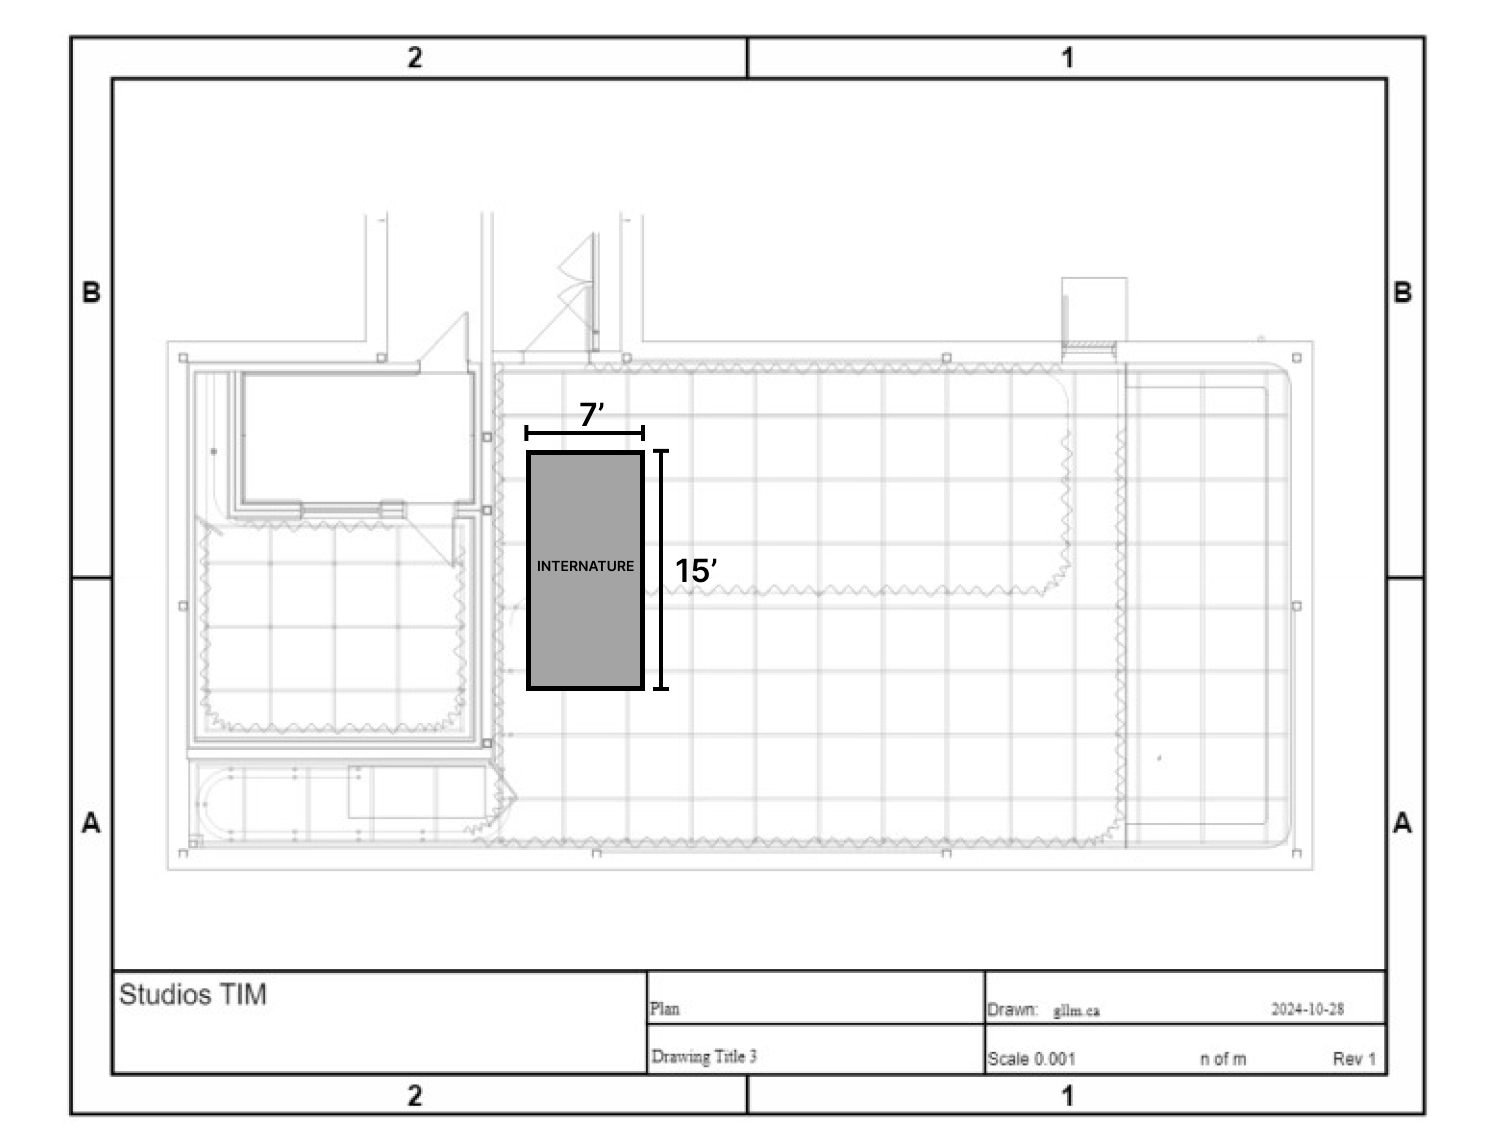 2
1
B
B
7’
15’
INTERNATURE
A
A
Studios TIM
Plan
Drawn: gllm.ca 2024-10-28
Drawing Title 3
Scale 0.001 n of m Rev 1
2
1